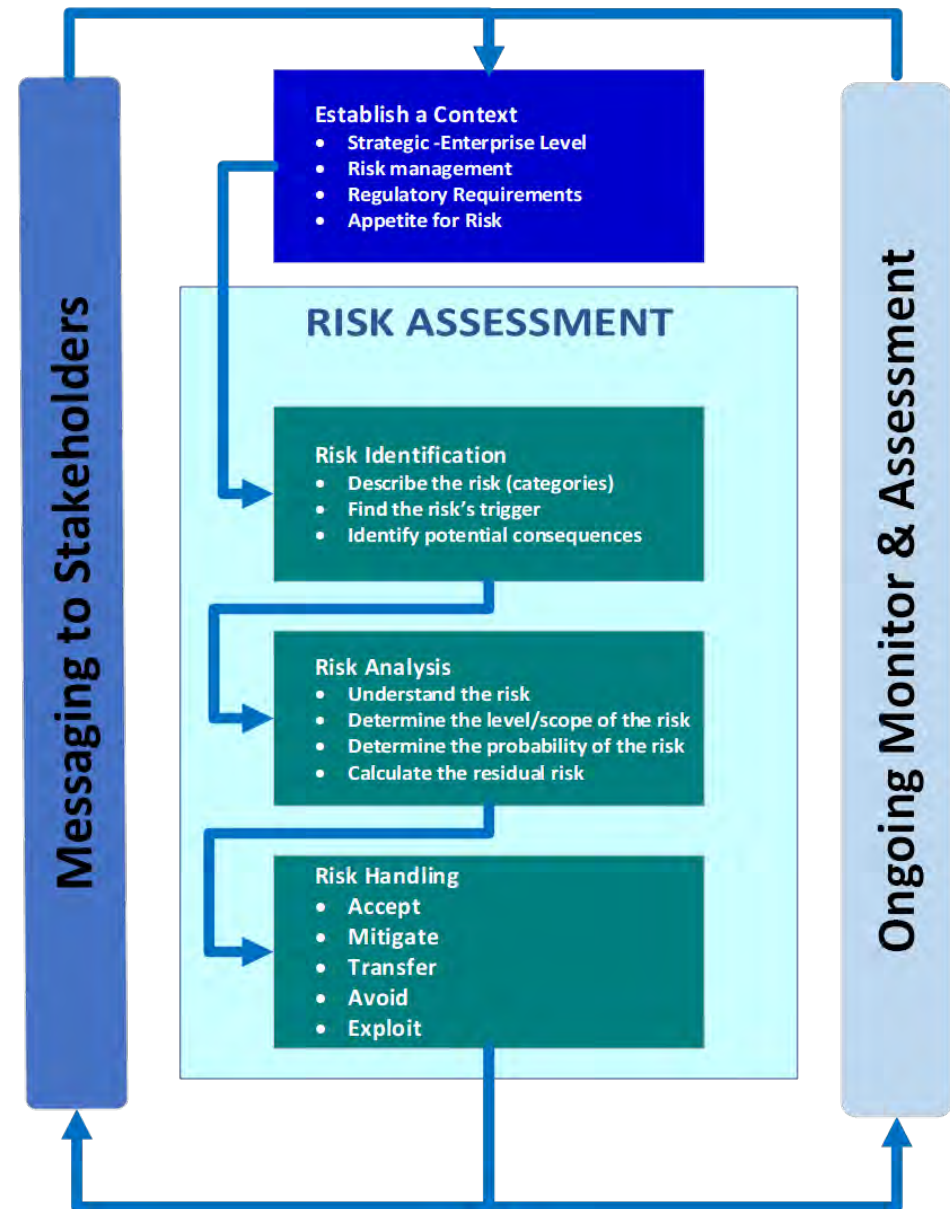 Messaging to Stakeholders
Establish a Context
• Strategic -Enterprise Level
• Risk management
• Regulatory Requirements
• Appetite for Risk
RISK ASSESSMENT
Risk Identification
• Describe the risk (categories)
• Find the risk’s trigger
• Identify potential consequences
Risk Analysis
• Understand the risk
• Determine the level/scope of the risk
• Determine the probability of the risk
• Calculate the residual risk
Risk Handling
• Accept
• Mitigate
• Transfer
• Avoid
• Exploit
Ongoing Monitor & Assessment